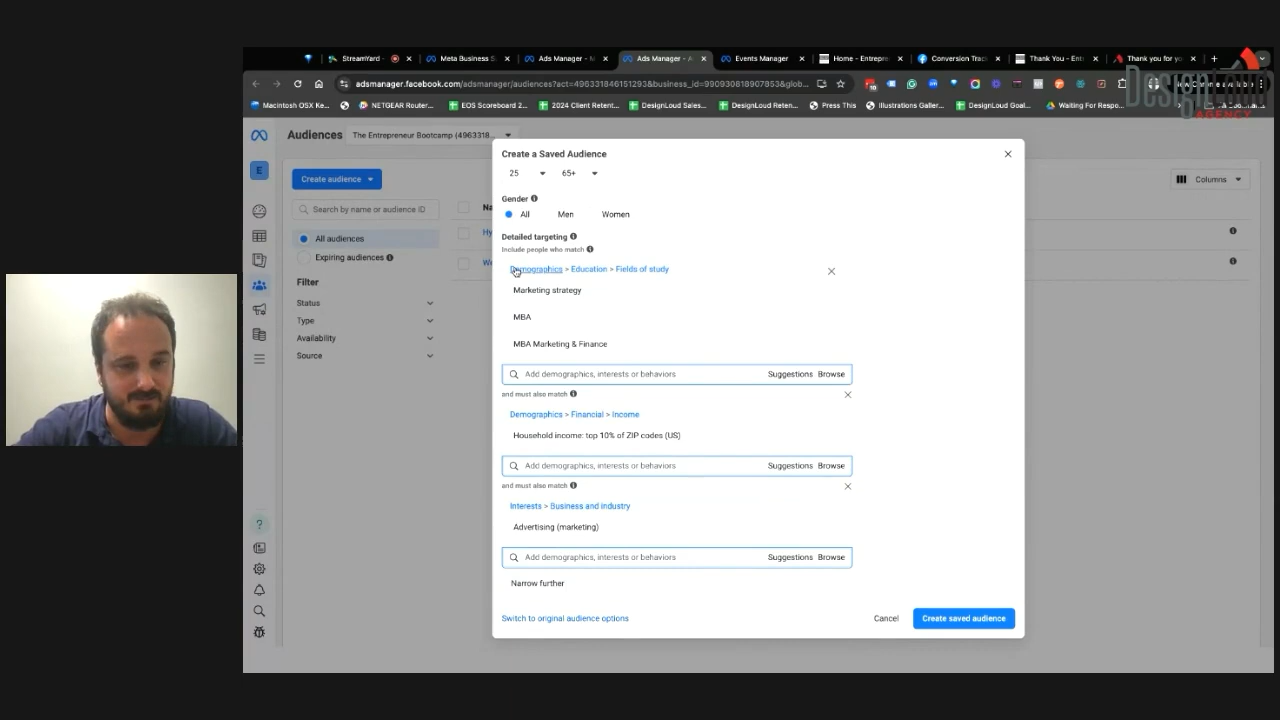 StreamYard
Meta Business S
Ads Manager - M
Ads Manager - A
Events Manager
Home - Entrepre
Conversion Trac
Thank You - Ent
Thank you for yo
adsmanager.facebook.com/adsmanager/audiences?act=496331846151293&business_id=990930818907853&glob...
Macintosh OSX Ke...
NETGEAR Router...
EOS Scoreboard 2...
2024 Client Retent...
DesignLoud Sales...
DesignLoud Reten...
Press This
Illustrations Galler...
DesignLoud Goal...
Waiting For Respo...
AGENCY
Audiences
The Entrepreneur Bootcamp (4963318...
E
Create audience
Columns
Search by name or audience ID
All audiences
Expiring audiences
Filter
Status
Type
Availability
Source
Create a Saved Audience
25
65+
Gender
All
Men
Women
Detailed targeting
Include people who match
Demographics > Education > Fields of study
Marketing strategy
MBA
MBA Marketing & Finance
Add demographics, interests or behaviors
Suggestions
Browse
and must also match
Demographics > Financial > Income
Household income: top 10% of ZIP codes (US)
Add demographics, interests or behaviors
Suggestions
Browse
and must also match
Interests > Business and industry
Advertising (marketing)
Add demographics, interests or behaviors
Suggestions
Browse
Narrow further
Switch to original audience options
Cancel
Create saved audience